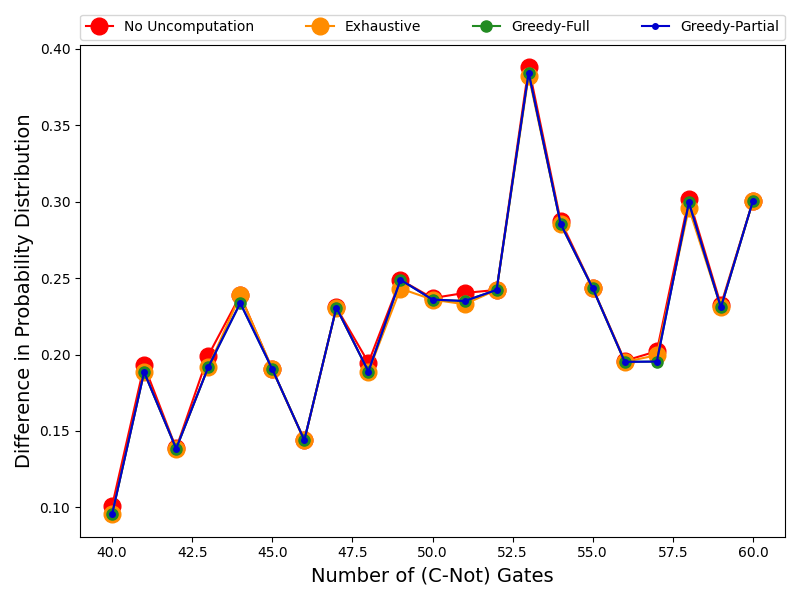 No Uncomputation Exhaustive Greedy-Full Greedy-Partial
0.40
0.35
0.30
0.25
0.20
0.15
0.10
Difference in Probability Distribution
40.0 42.5 45.0 47.5 50.0 52.5 55.0 57.5 60.0
Number of (C-Not) Gates